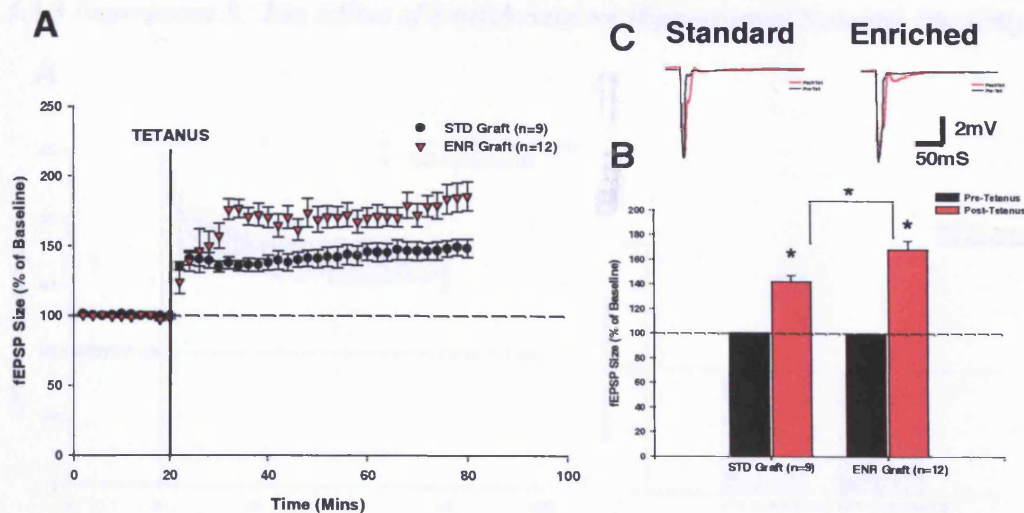 A
250
200
150
100
50
0
fEPSP Size (% of Baseline)
TETANUS
STD Graft (n=9)
ENR Graft (n=12)
0
20
40
60
80
100
Time (Mins)
C
Standard
Enriched
2mV
50mS
B
Pre-Tetanus
Post-Tetanus
200
180
160
140
120
100
80
60
40
20
0
fEPSP Size (% of Baseline)
*
*
*
STD Graft (n=9)
ENR Graft (n=12)